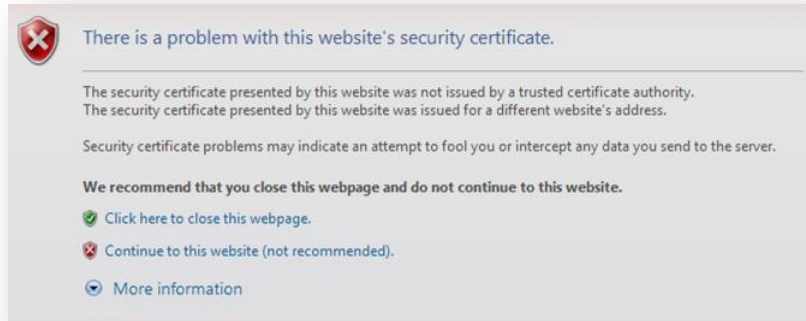 There is a problem with this website's security certificate.
The security certificate presented by this website was not issued by a trusted certificate authority.
The security certificate presented by this website was issued for a different website's address.
Security certificate problems may indicate an attempt to fool you or intercept any data you send to the server.
We recommend that you close this webpage and do not continue to this website.
Click here to close this webpage.
Continue to this website (not recommended).
More information